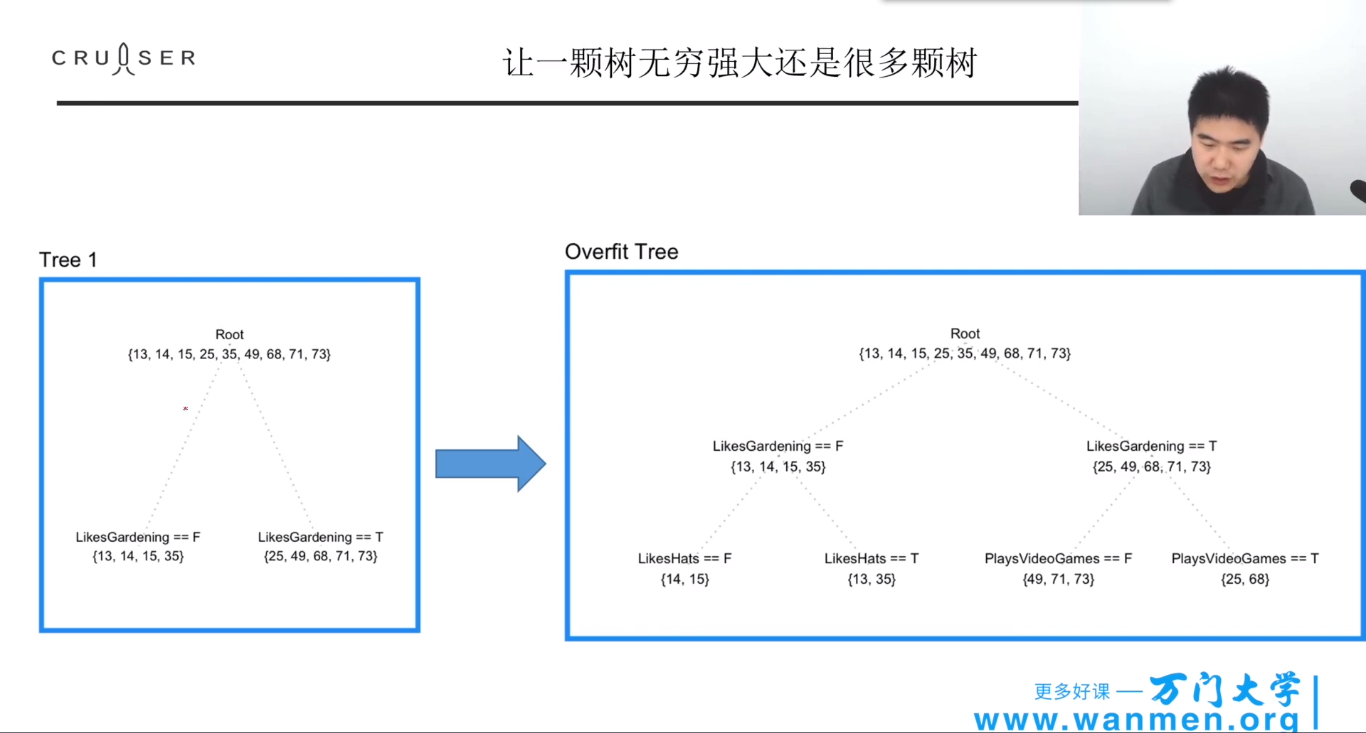 CRUISER
让一颗树无穷强大还是很多颗树
Tree 1
Root
{13, 14, 15, 25, 35, 49, 68, 71, 73}
LikesGardening == F
{13, 14, 15, 35}
LikesGardening == T
{25, 49, 68, 71, 73}
Overfit Tree
Root
{13, 14, 15, 25, 35, 49, 68, 71, 73}
LikesGardening == F
{13, 14, 15, 35}
LikesGardening == T
{25, 49, 68, 71, 73}
LikesHats == F
{14, 15}
LikesHats == T
{13, 35}
PlaysVideoGames == F
{49, 71, 73}
PlaysVideoGames == T
{25, 68}
更多好课 — 万门大学
www.wanmen.org